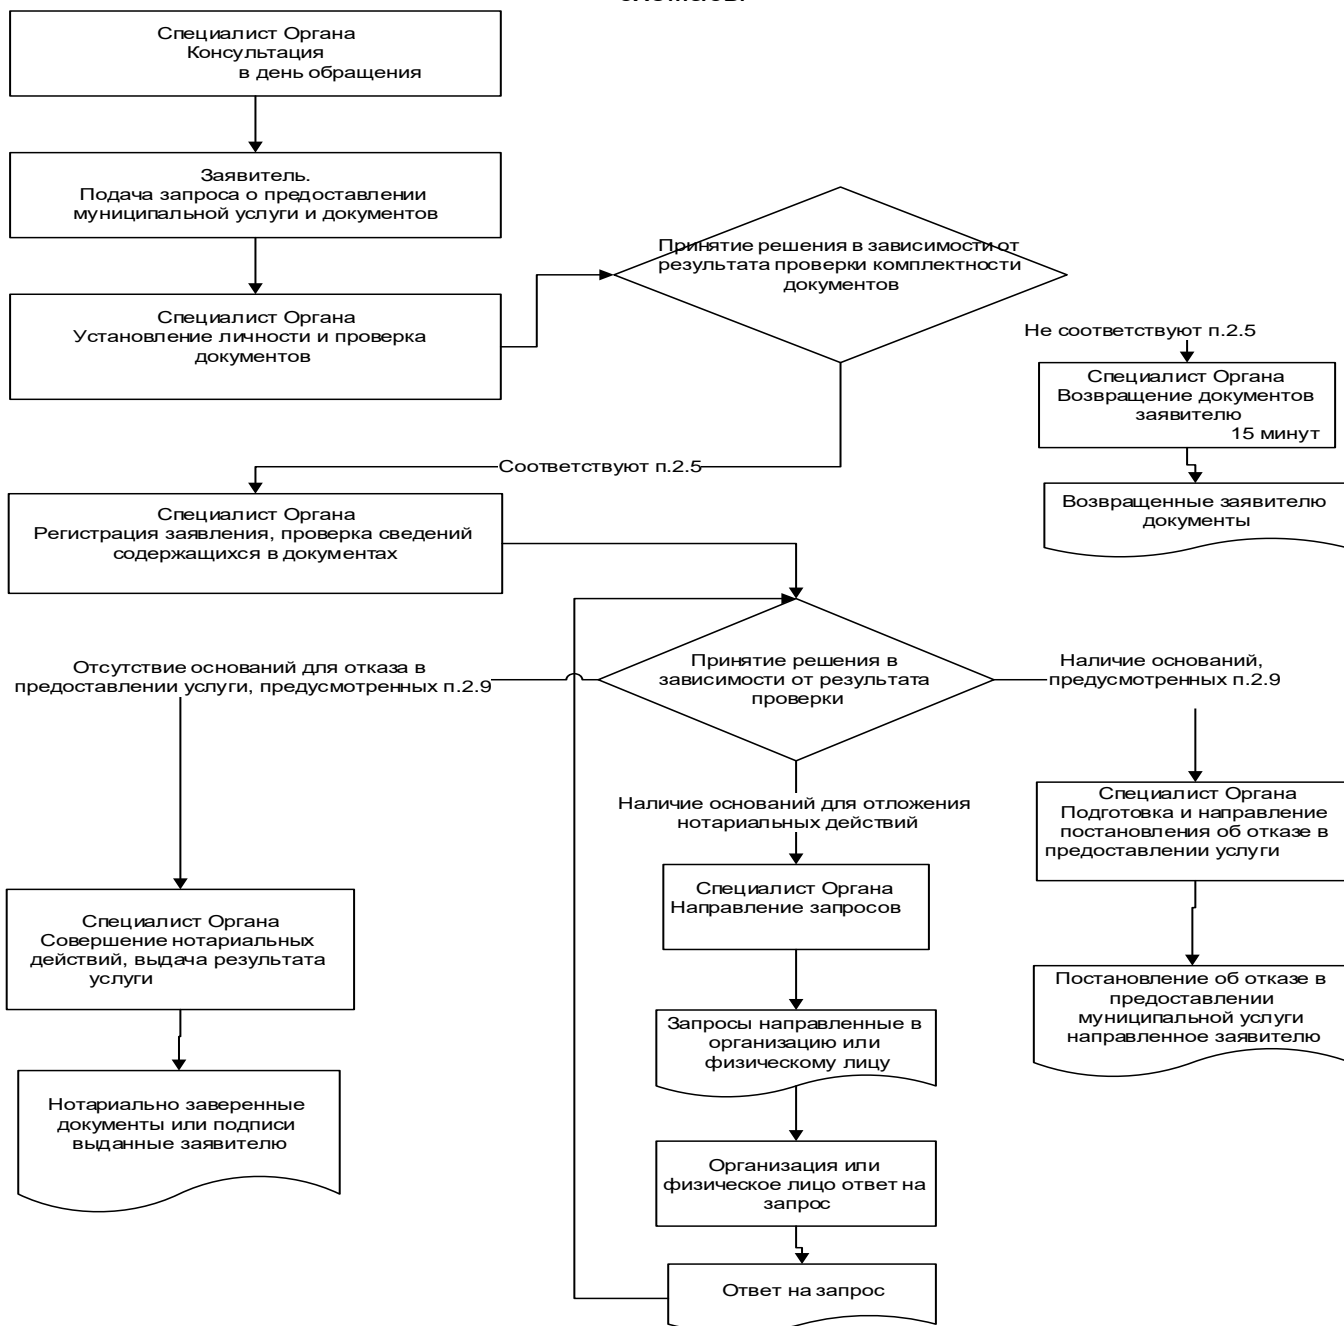 Специалист Органа
Консультация
в день обращения
Заявитель.
Подача запроса о предоставлении
муниципальной услуги и документов
Принятие решения в зависимости от
результата проверки комплектности
документов
Специалист Органа
Установление личности и проверка
документов
Не соответствуют п.2.5
Специалист Органа
Возвращение документов
заявителю
15 минут
Соответствуют п.2.5
Возвращенные заявителю
документы
Специалист Органа
Регистрация заявления, проверка сведений
содержащихся в документах
Отсутствие оснований для отказа в
предоставлении услуги, предусмотренных п.2.9
Принятие решения в
зависимости от результата
проверки
Наличие оснований,
предусмотренных п.2.9
Наличие оснований для отложения
нотариальных действий
Специалист Органа
Подготовка и направление
постановления об отказе в
предоставлении услуги
Специалист Органа
Направление запросов
Специалист Органа
Совершение нотариальных
действий, выдача результата
услуги
Постановление об отказе в
предоставлении
муниципальной услуги
направленное заявителю
Запросы направленные в
организацию или
физическому лицу
Нотариально заверенные
документы или подписи
выданные заявителю
Организация или
физическое лицо ответ на
запрос
Ответ на запрос